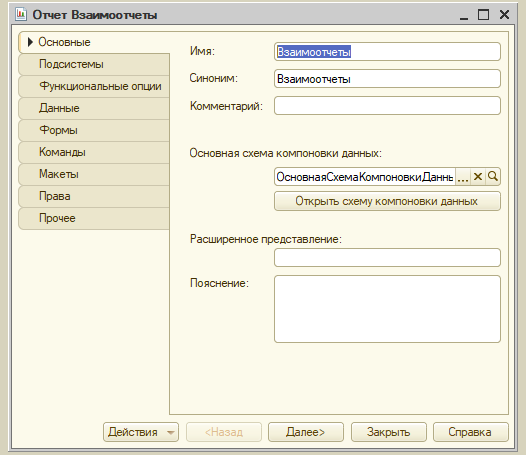 Отчет Взаимоотчеты
Основные
Подсистемы
Функциональные опции
Данные
Формы
Команды
Макеты
Права
Прочее
Имя: Взаимоотчеты
Синоним: Взаимоотчеты
Комментарий:
Основная схема компоновки данных:
ОсновнаяСхемаКомпоновкиДаннь ...
Открыть схему компоновки данных
Расширенное представление:
Пояснение:
Действия <Назад Далее> Закрыть Справка